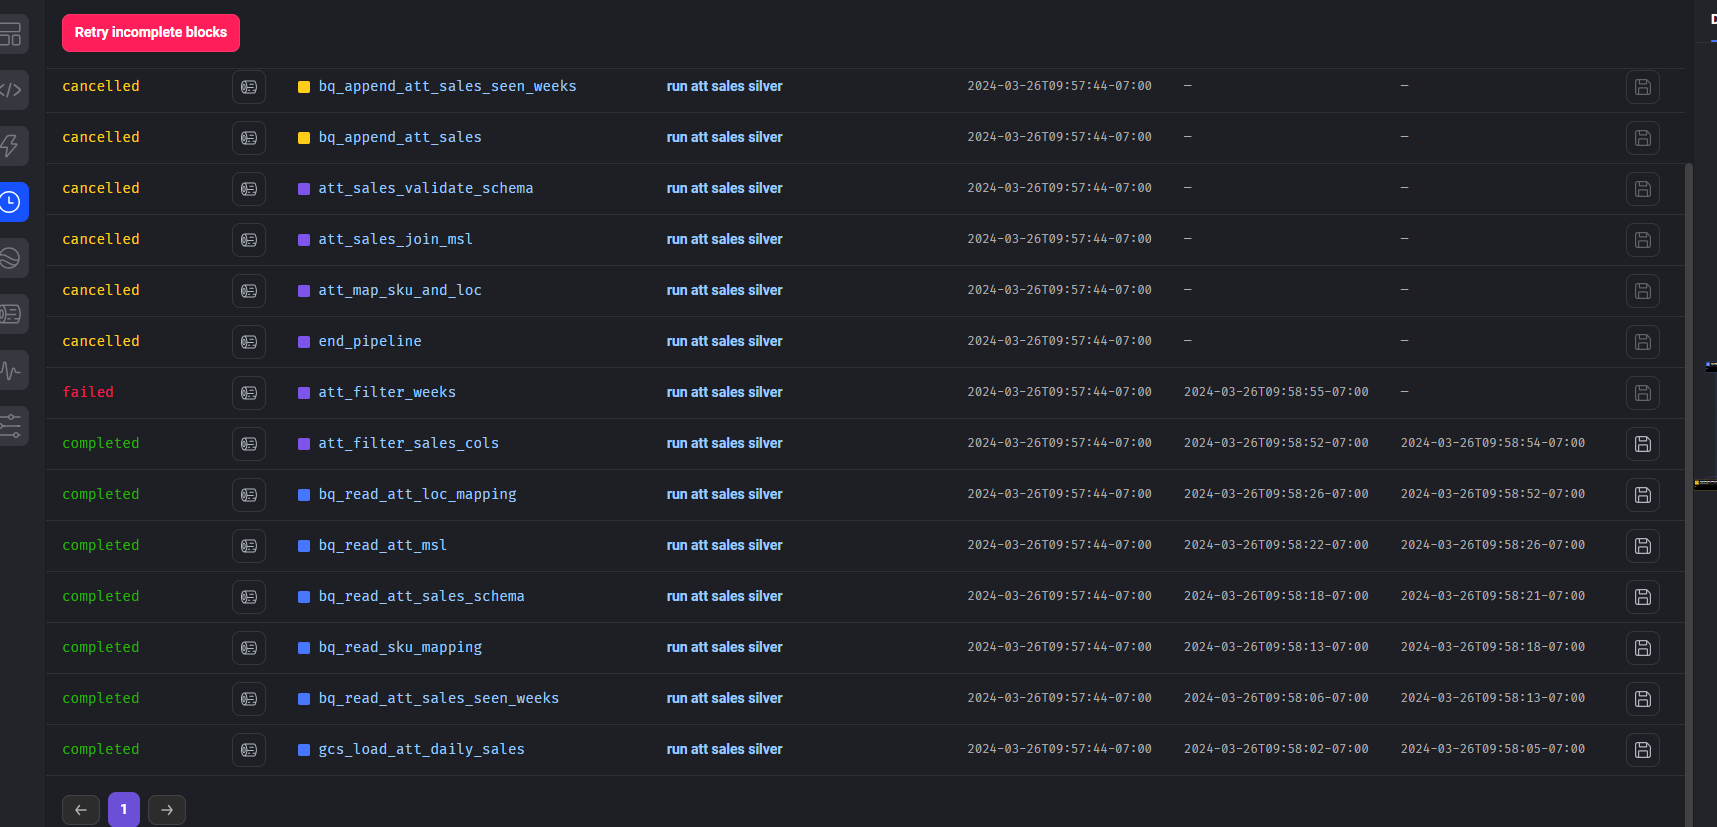 Retry incomplete blocks
cancelled bq_append_att_sales_seen_weeks run att sales silver 2024-03-26T09:57:44-07:00 — —
cancelled bq_append_att_sales run att sales silver 2024-03-26T09:57:44-07:00 — —
cancelled att_sales_validate_schema run att sales silver 2024-03-26T09:57:44-07:00 — —
cancelled att_sales_join_msl run att sales silver 2024-03-26T09:57:44-07:00 — —
cancelled att_map_sku_and_loc run att sales silver 2024-03-26T09:57:44-07:00 — —
cancelled end_pipeline run att sales silver 2024-03-26T09:57:44-07:00 — —
failed att_filter_weeks run att sales silver 2024-03-26T09:57:44-07:00 2024-03-26T09:58:55-07:00 —
completed att_filter_sales_cols run att sales silver 2024-03-26T09:57:44-07:00 2024-03-26T09:58:52-07:00 2024-03-26T09:58:54-07:00
completed bq_read_att_loc_mapping run att sales silver 2024-03-26T09:57:44-07:00 2024-03-26T09:58:26-07:00 2024-03-26T09:58:52-07:00
completed bq_read_att_msl run att sales silver 2024-03-26T09:57:44-07:00 2024-03-26T09:58:22-07:00 2024-03-26T09:58:26-07:00
completed bq_read_att_sales_schema run att sales silver 2024-03-26T09:57:44-07:00 2024-03-26T09:58:18-07:00 2024-03-26T09:58:21-07:00
completed bq_read_sku_mapping run att sales silver 2024-03-26T09:57:44-07:00 2024-03-26T09:58:13-07:00 2024-03-26T09:58:18-07:00
completed bq_read_att_sales_seen_weeks run att sales silver 2024-03-26T09:57:44-07:00 2024-03-26T09:58:06-07:00 2024-03-26T09:58:13-07:00
completed gcs_load_att_daily_sales run att sales silver 2024-03-26T09:57:44-07:00 2024-03-26T09:58:02-07:00 2024-03-26T09:58:05-07:00
← 1 →